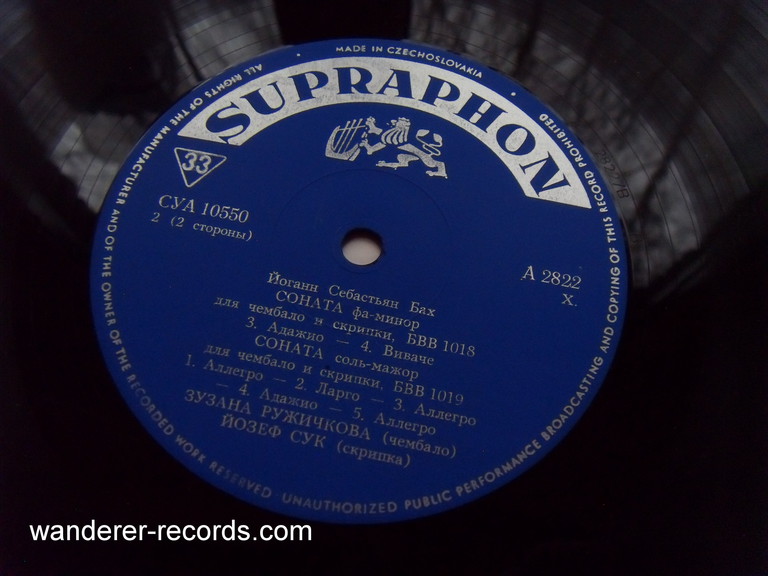 MADE IN CZECHOSLOVAKIA
ALL RIGHTS OF THE MANUFACTURER AND OF THE OWNER OF THE RECORDED WORK RESERVED · UNAUTHORIZED PUBLIC PERFORMANCE BROADCASTING AND COPYING OF THIS RECORD PROHIBITED
SUPRAPHON
33
СУА 10550
2 (2 стороны)
А 2822
X.
Йоганн Себастьян Бах
СОНАТА фа-минор
для чембало и скрипки, БВВ 1018
3. Адажио — 4. Виваче
СОНАТА соль-мажор
для чембало и скрипки, БВВ 1019
1. Аллегро — 2. Ларго — 3. Аллегро
— 4. Адажио — 5. Аллегро
ЗУЗАНА РУЖИЧКОВА (чембало)
ЙОЗЕФ СУК (скрипка)
wanderer-records.com